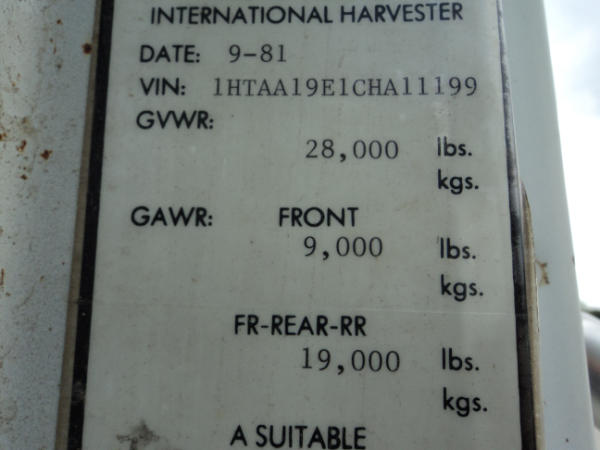 INTERNATIONAL HARVESTER
DATE: 9-81
VIN: 1HTAA19E1CHA11199
GVWR:
28,000 lbs.
kgs.
GAWR: FRONT
9,000 lbs.
kgs.
FR-REAR-RR
19,000 lbs.
kgs.
A SUITABLE